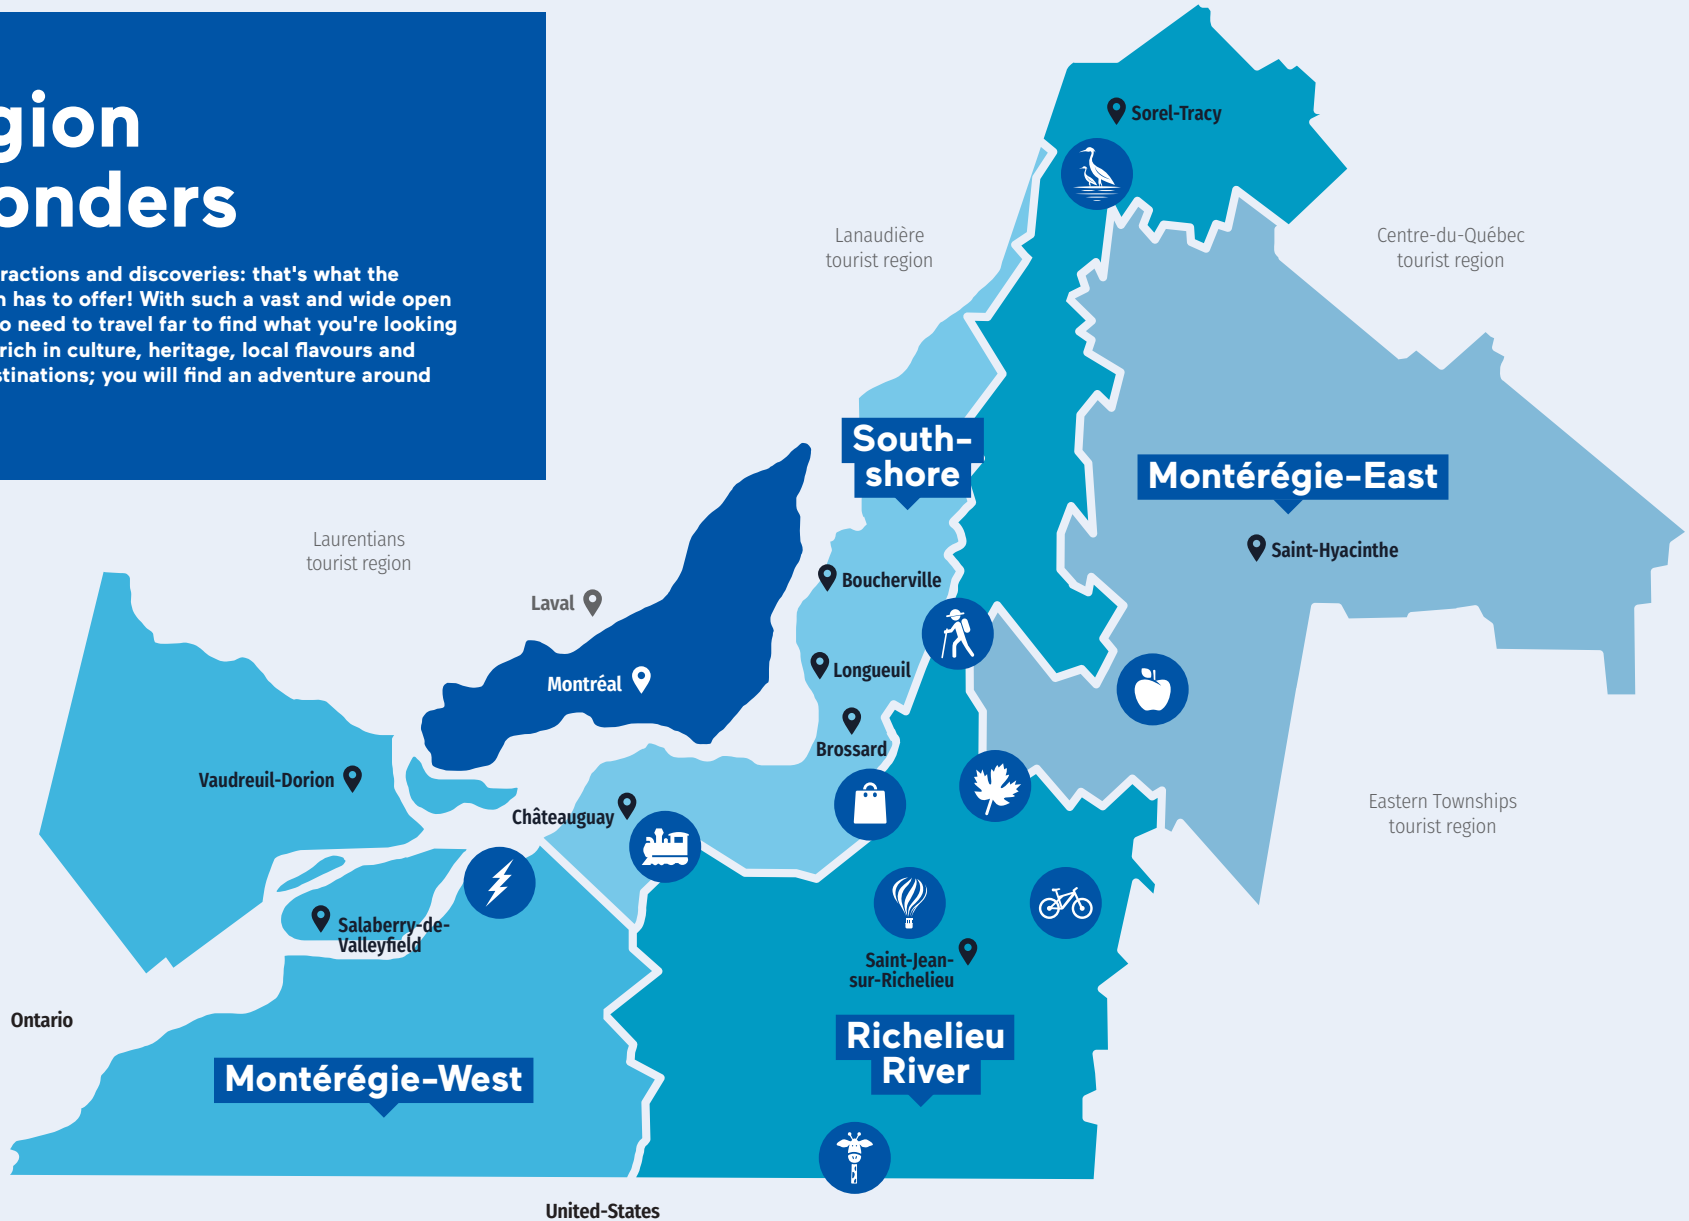 gion
onders
ractions and discoveries: that's what the
n has to offer! With such a vast and wide open
o need to travel far to find what you're looking
rich in culture, heritage, local flavours and
stinations; you will find an adventure around
Sorel-Tracy
Lanaudière
tourist region
Centre-du-Québec
tourist region
South-
shore
Montérégie-East
Saint-Hyacinthe
Laurentians
tourist region
Laval
Boucherville
Montréal
Longueuil
Brossard
Vaudreuil-Dorion
Châteauguay
Eastern Townships
tourist region
Salaberry-de-
Valleyfield
Saint-Jean-
sur-Richelieu
Ontario
Richelieu
River
Montérégie-West
United-States